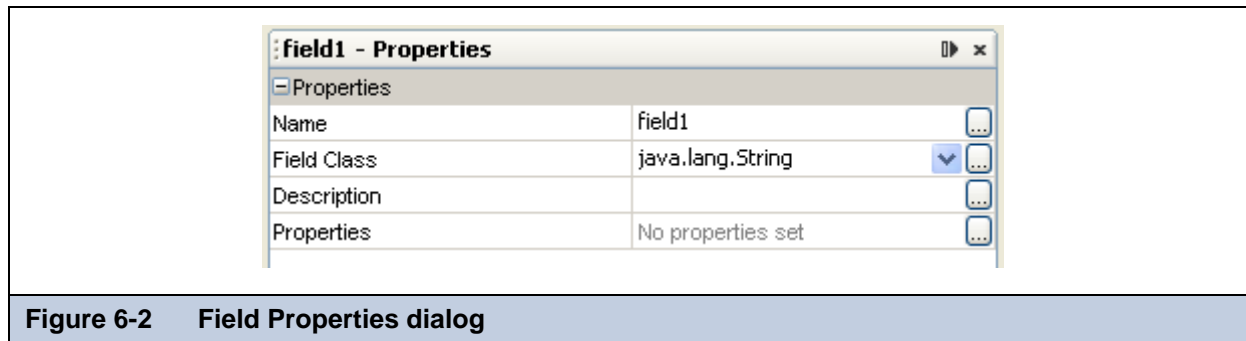 field1 - Properties
Properties
Name field1 ...
Field Class java.lang.String ...
Description ...
Properties No properties set ...
Figure 6-2 Field Properties dialog